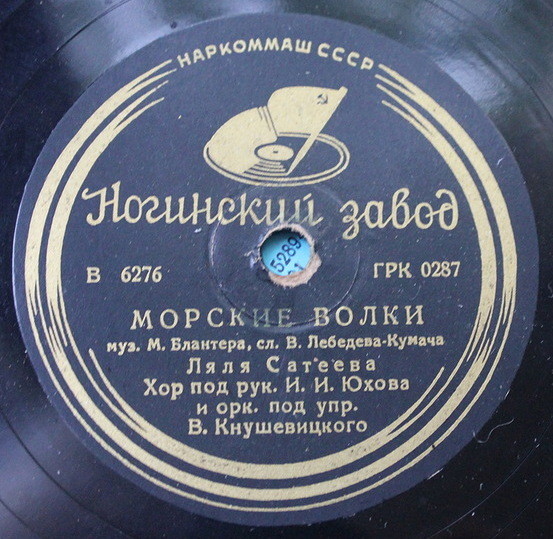 НАРКОММАШ СССР
Ногинский завод
В 6276
ГРК 0287
МОРСКИЕ ВОЛКИ
муз. М. Блантера, сл. В. Лебедева-Кумача
Ляля Сатеева
Хор под рук. И. И. Юхова
и орк. под упр.
В. Кнушевицкого